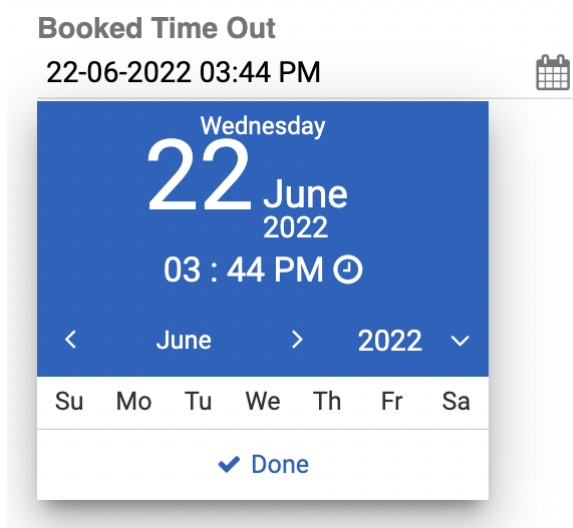 Booked Time Out
22-06-2022 03:44 PM
Wednesday
22 June
2022
03 : 44 PM
June 2022
Su Mo Tu We Th Fr Sa
Done